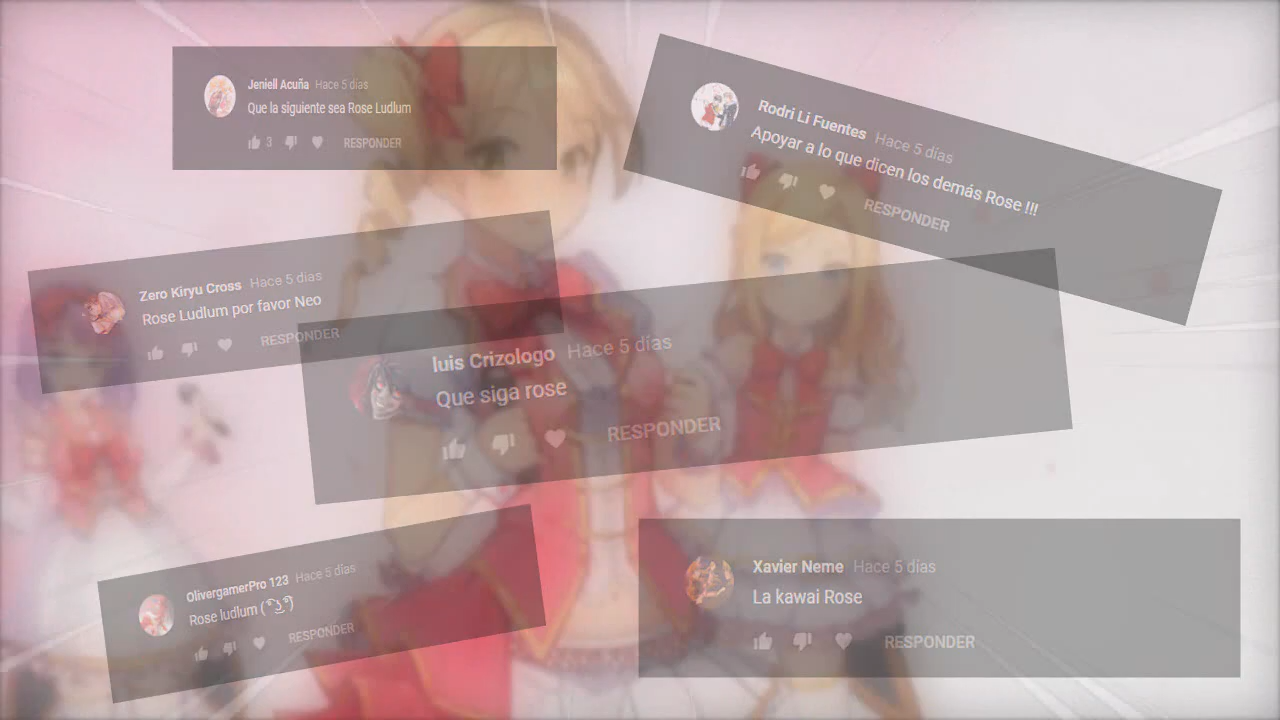 Jeniell Acuña Hace 5 días
Que la siguiente sea Rose Ludlum
3 RESPONDER
Rodri Li Fuentes Hace 5 días
Apoyar a lo que dicen los demás Rose !!!
RESPONDER
Zero Kiryu Cross Hace 5 días
Rose Ludlum por favor Neo
RESPONDER
luis Crizologo Hace 5 días
Que siga rose
RESPONDER
OlivergamerPro 123 Hace 5 días
Rose ludlum ( ͡° ͜ʖ ͡°)
RESPONDER
Xavier Neme Hace 5 días
La kawai Rose
RESPONDER